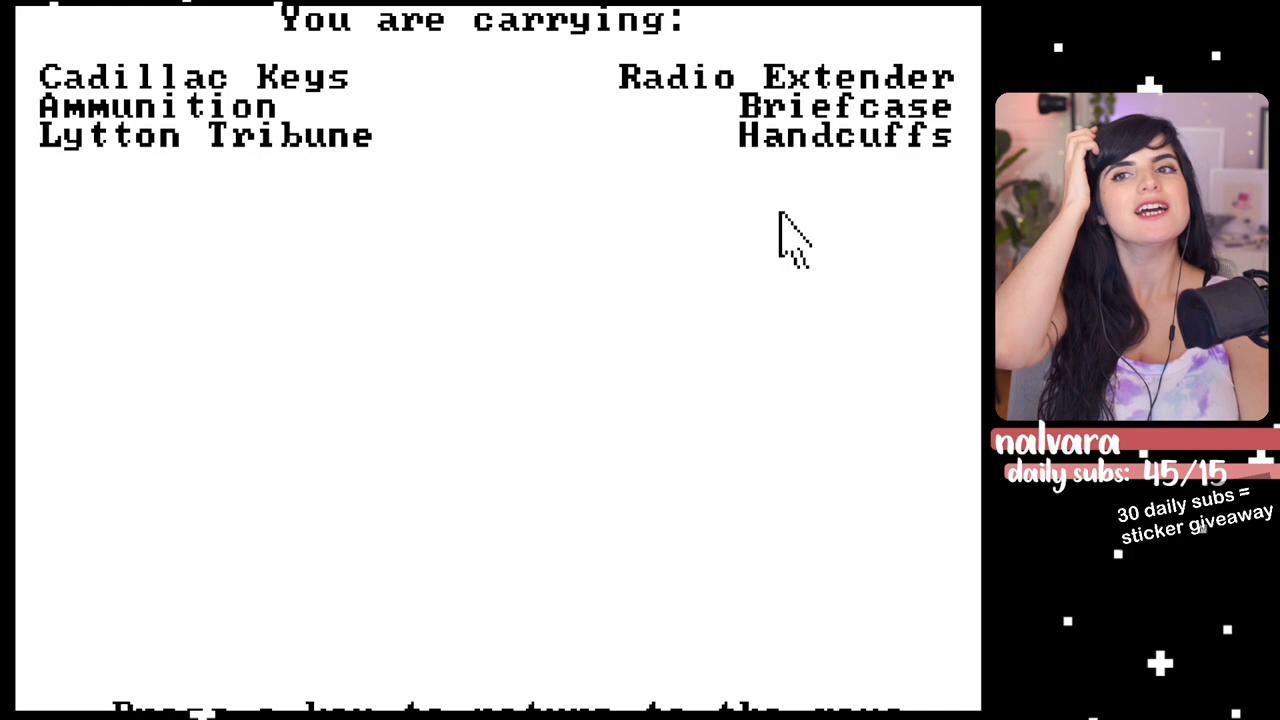 You are carrying:
Cadillac Keys
Radio Extender
Ammunition
Briefcase
Lytton Tribune
Handcuffs
nalvara
daily subs: 45/15
30 daily subs =
sticker giveaway